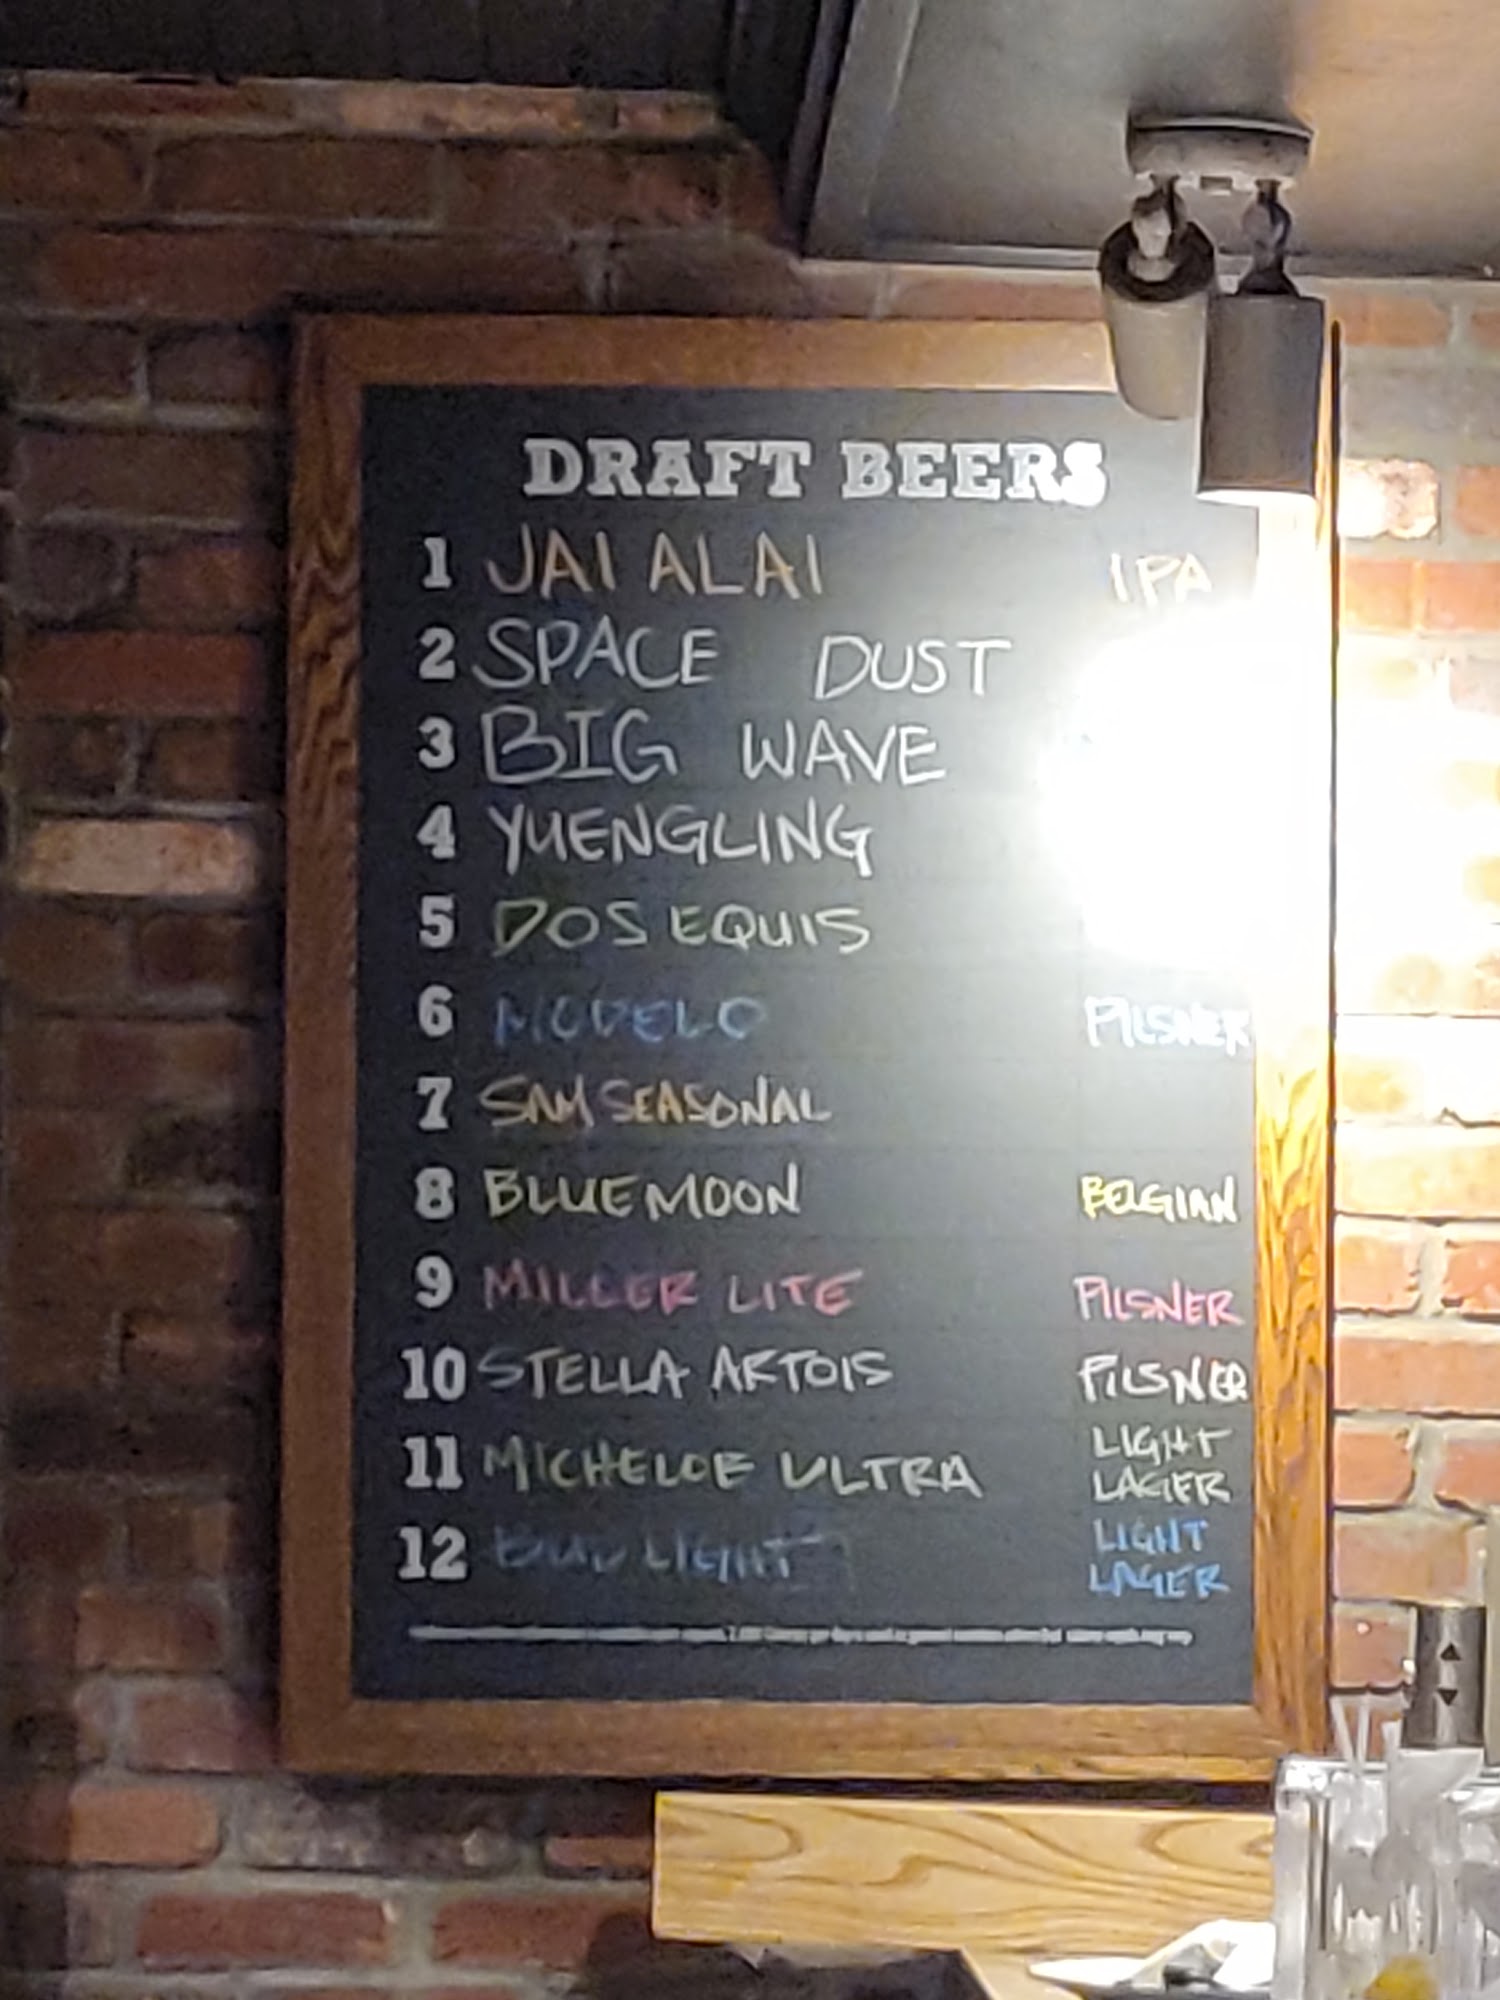 DRAFT BEERS
1 JAI ALAI IPA
2 SPACE DUST
3 BIG WAVE
4 YUENGLING
5 DOS EQUIS
6 MODELO PILSNER
7 SAM SEASONAL
8 BLUE MOON BELGIAN
9 MILLER LITE PILSNER
10 STELLA ARTOIS PILSNER
11 MICHELOB ULTRA LIGHT
LAGER
12 BUD LIGHT LIGHT
LAGER